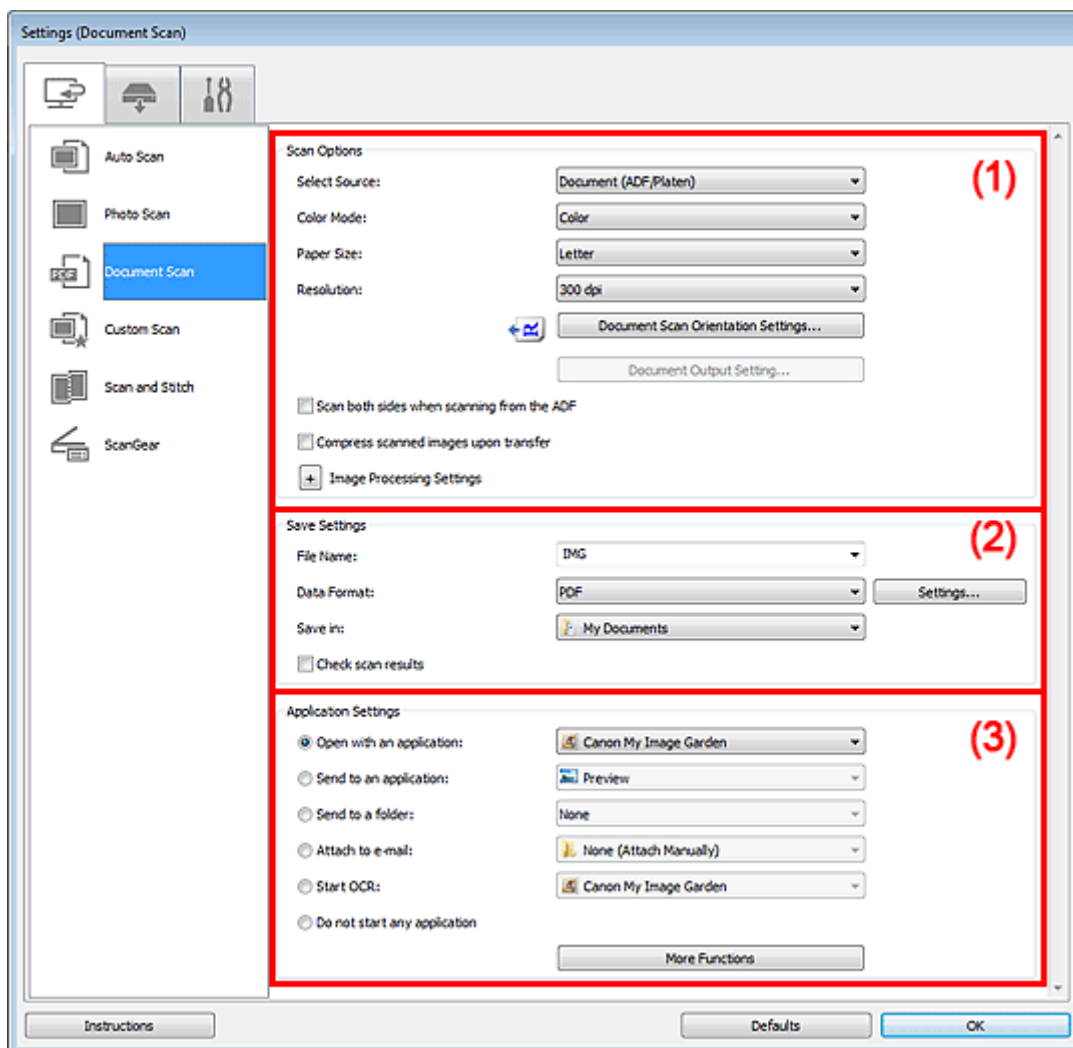 Settings (Document Scan)
Auto Scan
Photo Scan
PDF
Document Scan
Custom Scan
Scan and Stitch
ScanGear
Scan Options
(1)
Select Source: Document (ADF/Platen)
Color Mode: Color
Paper Size: Letter
Resolution: 300 dpi
R Document Scan Orientation Settings...
Document Output Setting...
Scan both sides when scanning from the ADF
Compress scanned images upon transfer
+ Image Processing Settings
Save Settings
(2)
File Name: IMG
Data Format: PDF Settings...
Save in: My Documents
Check scan results
Application Settings
(3)
Open with an application: Canon My Image Garden
Send to an application: Preview
Send to a folder: None
Attach to e-mail: None (Attach Manually)
Start OCR: Canon My Image Garden
Do not start any application
More Functions
Instructions Defaults OK